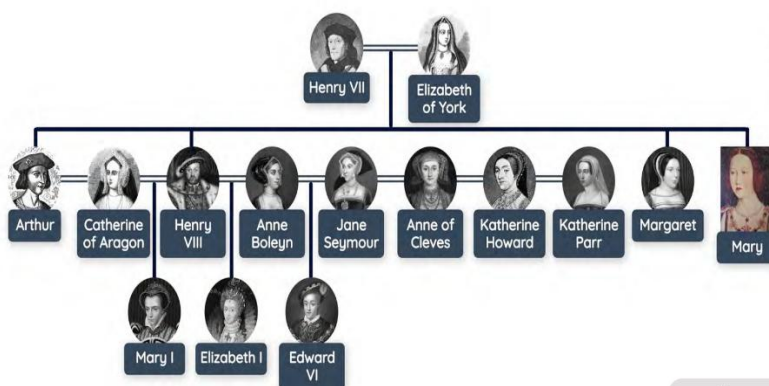 Henry VII
Elizabeth
of York
Arthur
Catherine
of Aragon
Henry
VIII
Anne
Boleyn
Jane
Seymour
Anne of
Cleves
Katherine
Howard
Katherine
Parr
Margaret
Mary
Mary I
Elizabeth I
Edward
VI